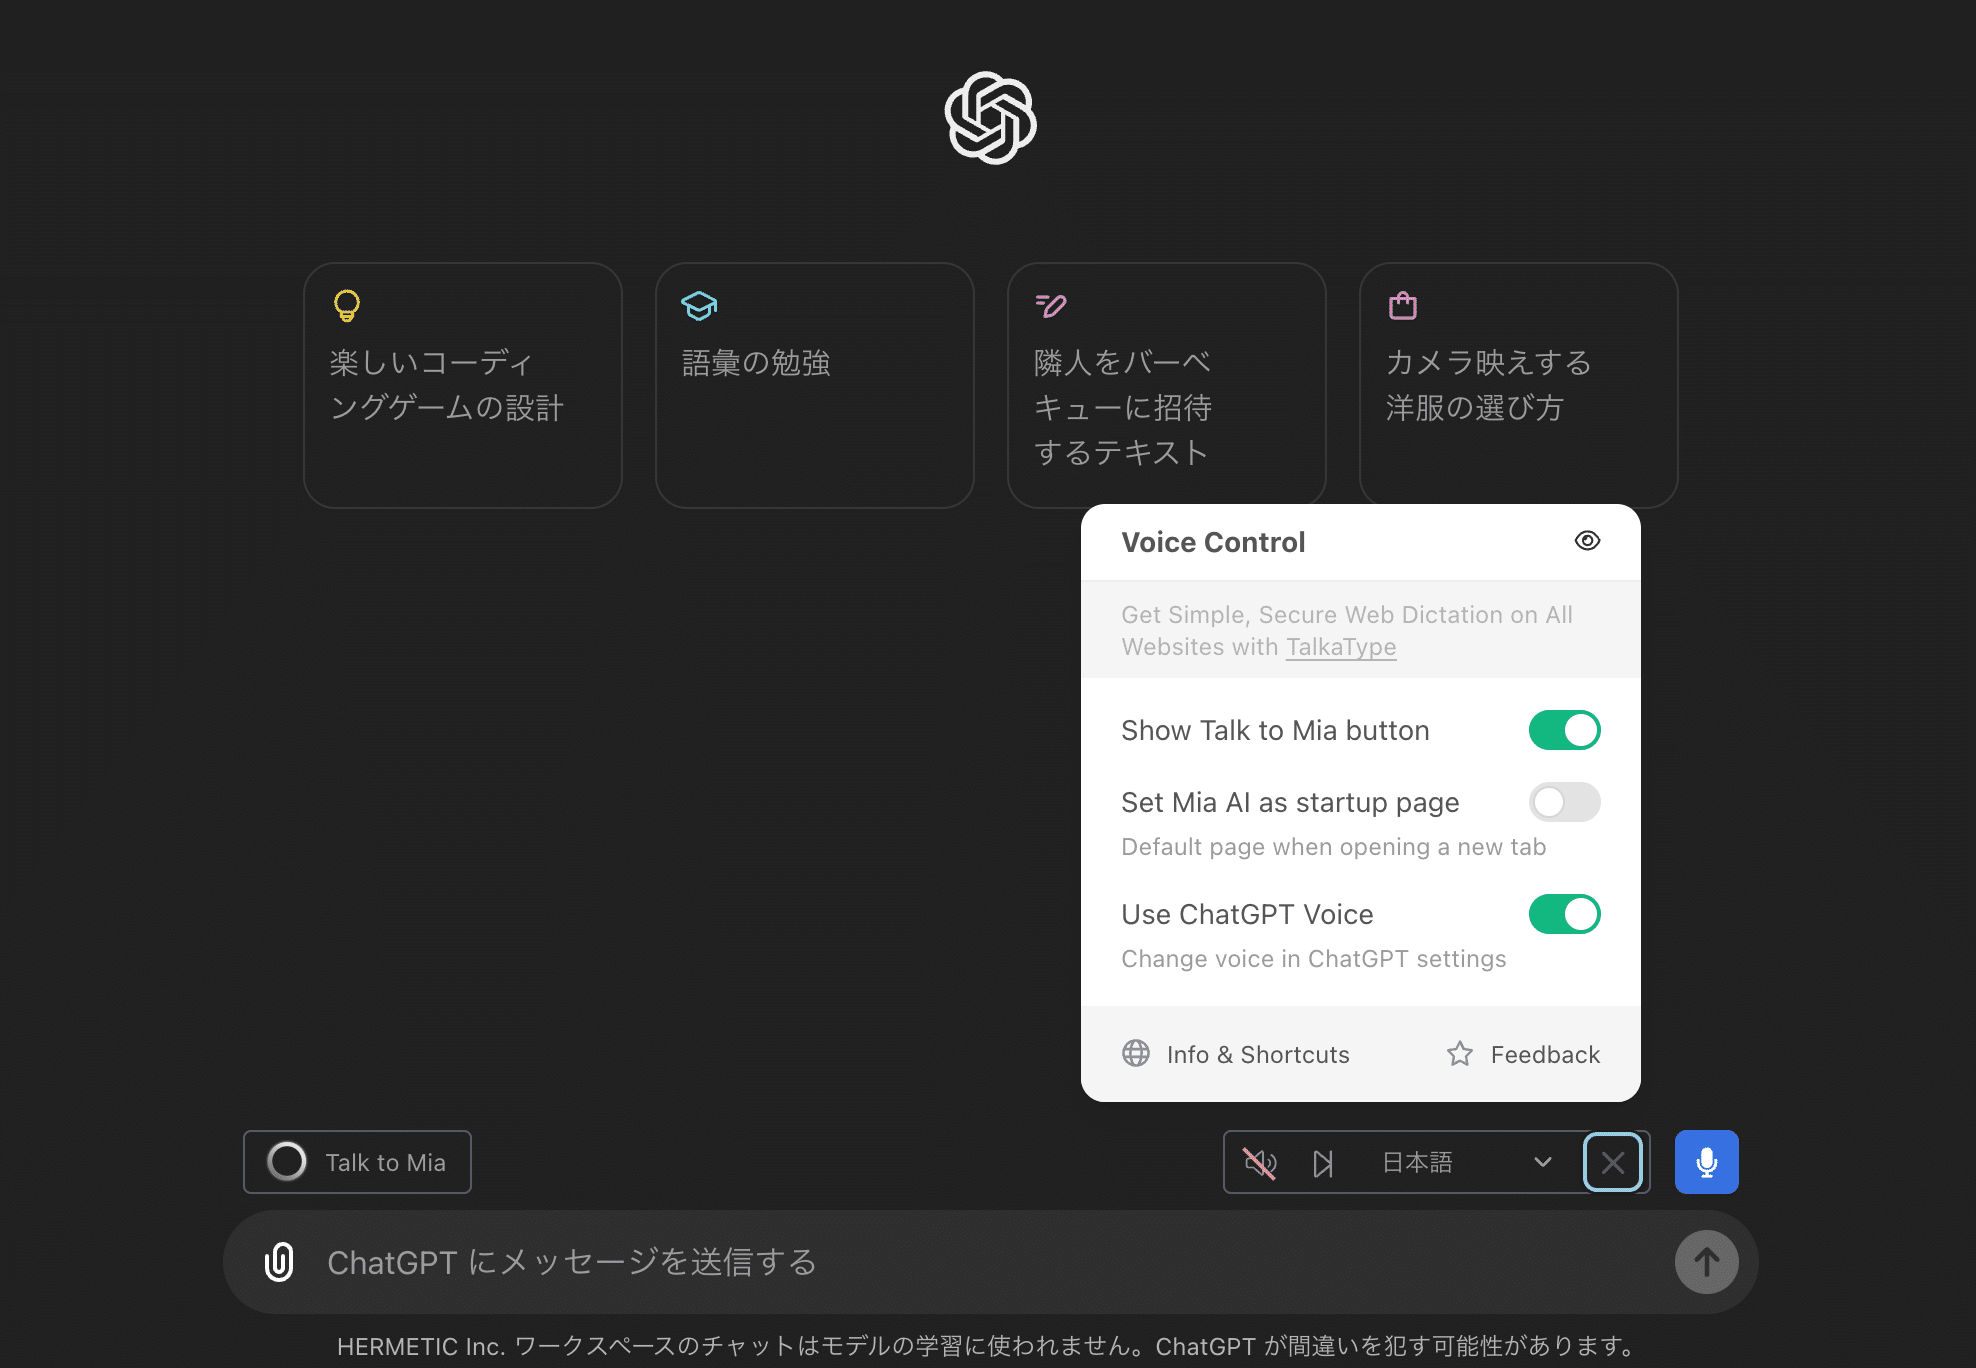 楽しいコーディ
ングゲームの設計
語彙の勉強
隣人をバーベ
キューに招待
するテキスト
カメラ映えする
洋服の選び方
Voice Control
Get Simple, Secure Web Dictation on All
Websites with TalkaType
Show Talk to Mia button
Set Mia AI as startup page
Default page when opening a new tab
Use ChatGPT Voice
Change voice in ChatGPT settings
Info & Shortcuts
Feedback
Talk to Mia
日本語
ChatGPT にメッセージを送信する
HERMETIC Inc. ワークスペースのチャットはモデルの学習に使われません。ChatGPT が間違いを犯す可能性があります。